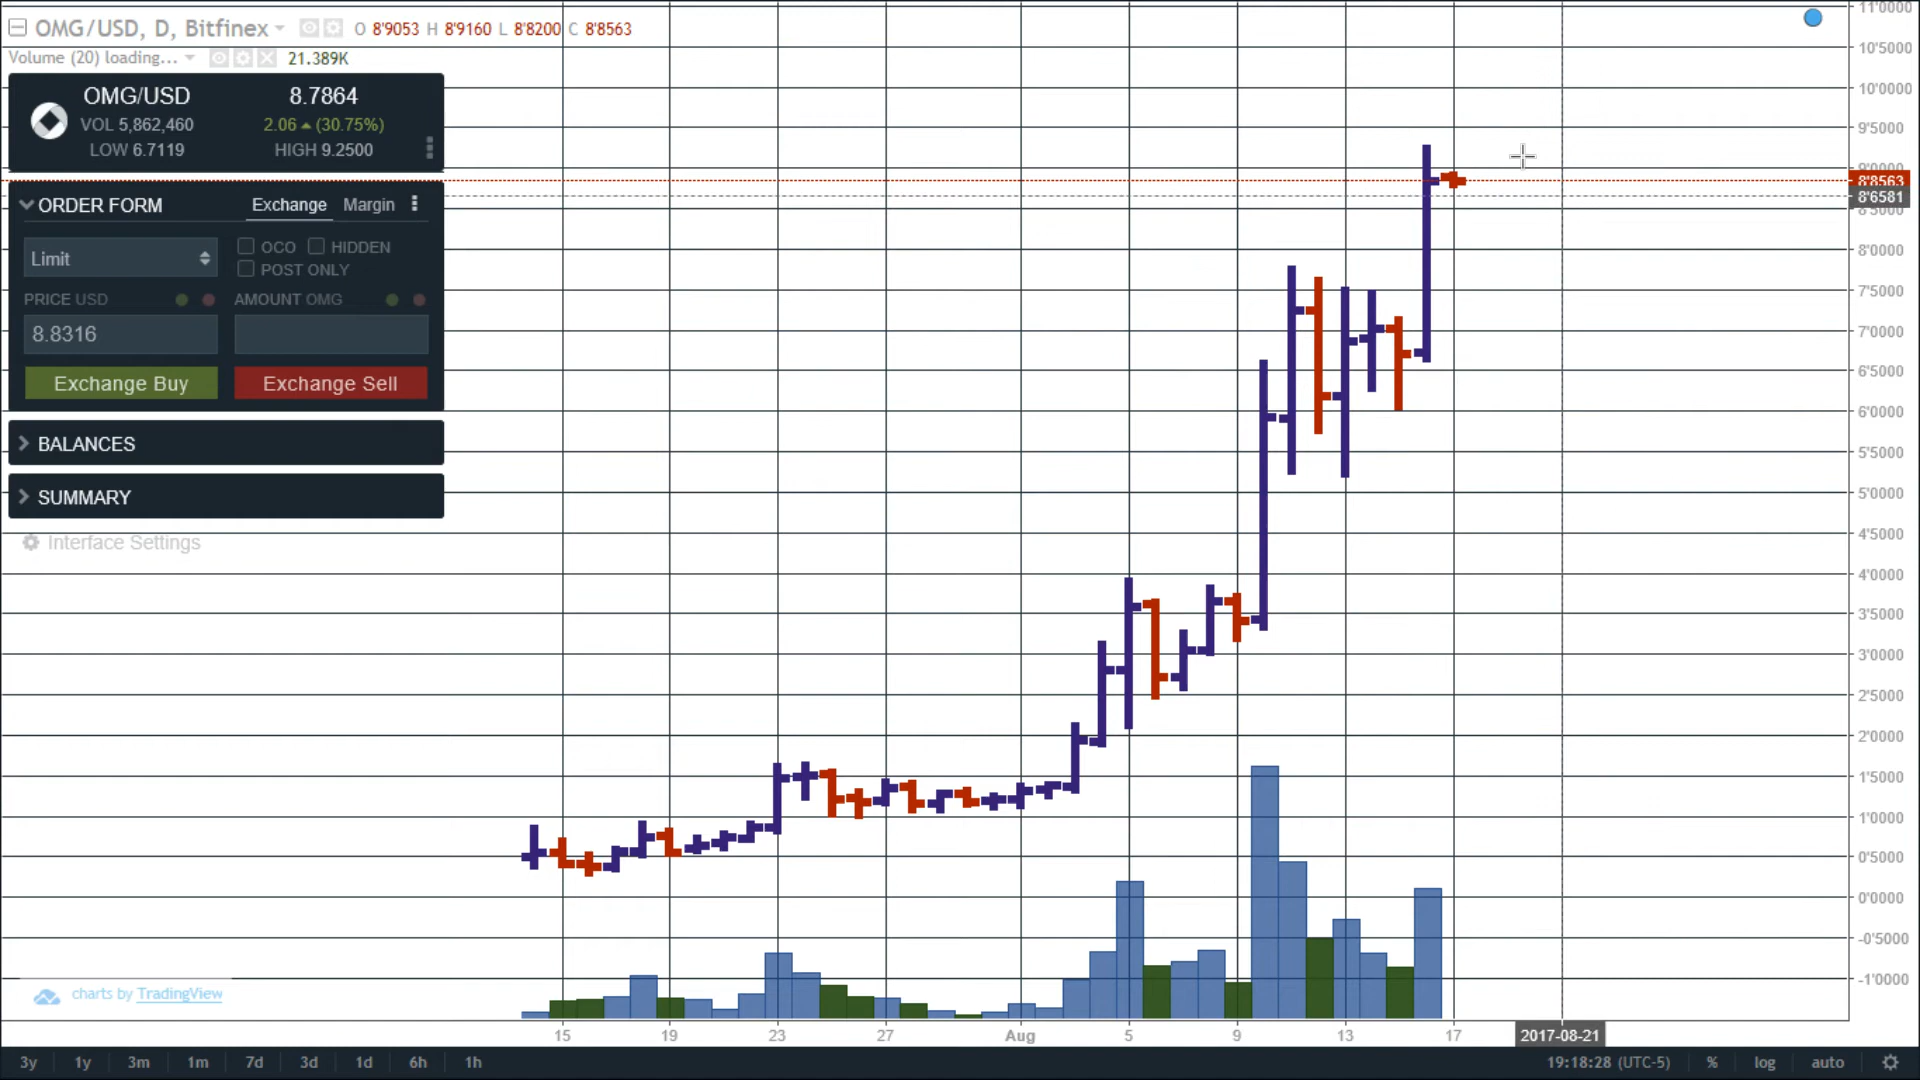 OMG/USD, D, Bitfinex O 8'9053 H 8'9160 L 8'8200 C 8'8563
Volume (20) loading... 21.389K
OMG/USD 8.7864
VOL 5,862,460 2.06 (30.75%)
LOW 6.7119 HIGH 9.2500
ORDER FORM Exchange Margin
Limit OCO HIDDEN
POST ONLY
PRICE USD AMOUNT OMG
8.8316
Exchange Buy Exchange Sell
BALANCES
SUMMARY
Interface Settings
11'0000
10'5000
10'0000
9'5000
9'0000
8'8563
8'6581
8'5000
8'0000
7'5000
7'0000
6'5000
6'0000
5'5000
5'0000
4'5000
4'0000
3'5000
3'0000
2'5000
2'0000
1'5000
1'0000
0'5000
0'0000
-0'5000
-1'0000
charts by TradingView
15 19 23 27 Aug 5 9 13 17 2017-08-21
3y 1y 3m 1m 7d 3d 1d 6h 1h 19:18:28 (UTC-5) % log auto